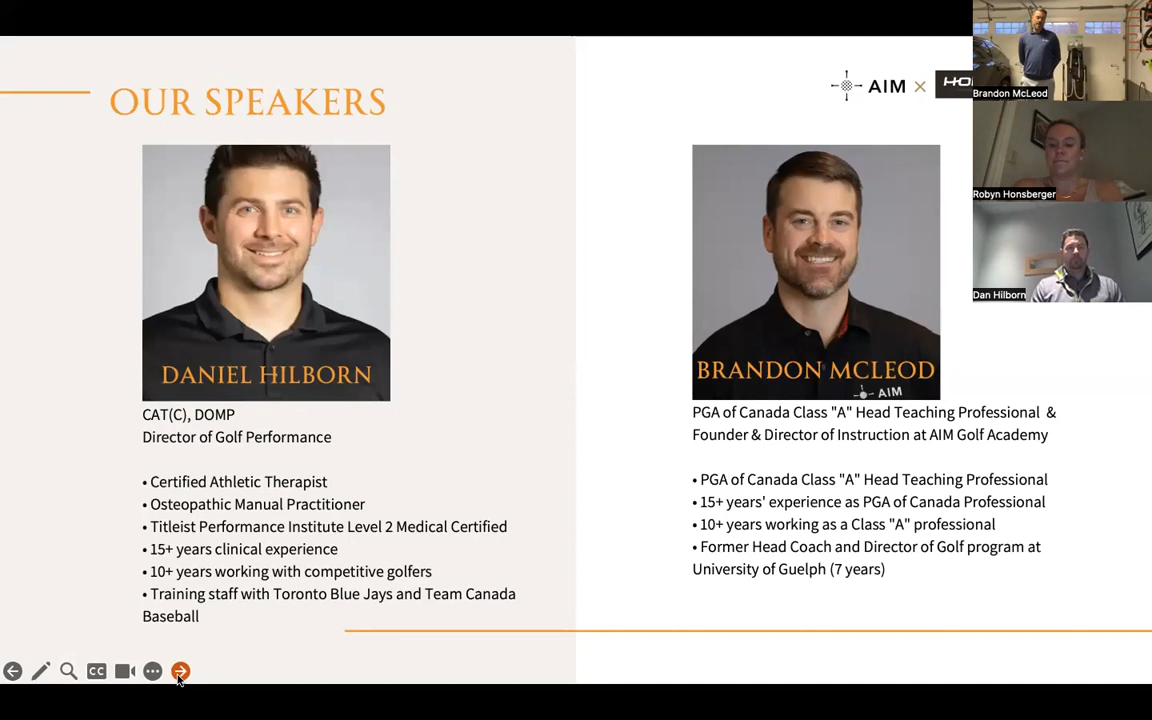 OUR SPEAKERS
DANIEL HILBORN
CAT(C), DOMP
Director of Golf Performance
• Certified Athletic Therapist
• Osteopathic Manual Practitioner
• Titleist Performance Institute Level 2 Medical Certified
• 15+ years clinical experience
• 10+ years working with competitive golfers
• Training staff with Toronto Blue Jays and Team Canada
Baseball
AIM ×
BRANDON MCLEOD
AIM
PGA of Canada Class "A" Head Teaching Professional &
Founder & Director of Instruction at AIM Golf Academy
• PGA of Canada Class "A" Head Teaching Professional
• 15+ years' experience as PGA of Canada Professional
• 10+ years working as a Class "A" professional
• Former Head Coach and Director of Golf program at
University of Guelph (7 years)
Brandon McLeod
Robyn Honsberger
Dan Hilborn
CC